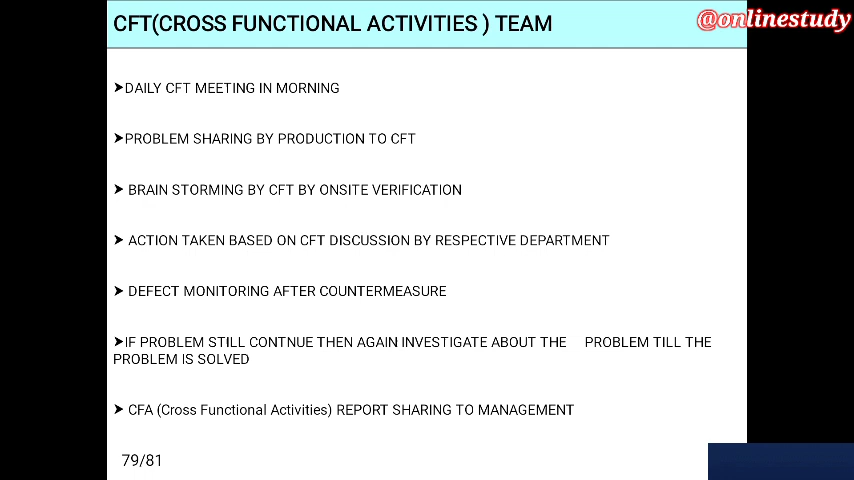 CFT(CROSS FUNCTIONAL ACTIVITIES ) TEAM
@onlinestudy
➤DAILY CFT MEETING IN MORNING
➤PROBLEM SHARING BY PRODUCTION TO CFT
➤ BRAIN STORMING BY CFT BY ONSITE VERIFICATION
➤ ACTION TAKEN BASED ON CFT DISCUSSION BY RESPECTIVE DEPARTMENT
➤ DEFECT MONITORING AFTER COUNTERMEASURE
➤IF PROBLEM STILL CONTNUE THEN AGAIN INVESTIGATE ABOUT THE PROBLEM TILL THE
PROBLEM IS SOLVED
➤ CFA (Cross Functional Activities) REPORT SHARING TO MANAGEMENT
79/81